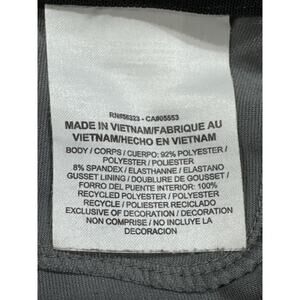 RN#56323 - CA#05553
MADE IN VIETNAM/FABRIQUE AU
VIETNAM/HECHO EN VIETNAM
BODY / CORPS / CUERPO: 92% POLYESTER /
POLYESTER / POLIESTER
8% SPANDEX / ELASTHANNE / ELASTANO
GUSSET LINING / DOUBLURE DE GOUSSET /
FORRO DEL PUENTE INTERIOR: 100%
RECYCLED POLYESTER / POLYESTER
RECYCLE / POLIESTER RECICLADO
EXCLUSIVE OF DECORATION / DECORATION
NON COMPRISE / NO INCLUYE LA
DECORACION